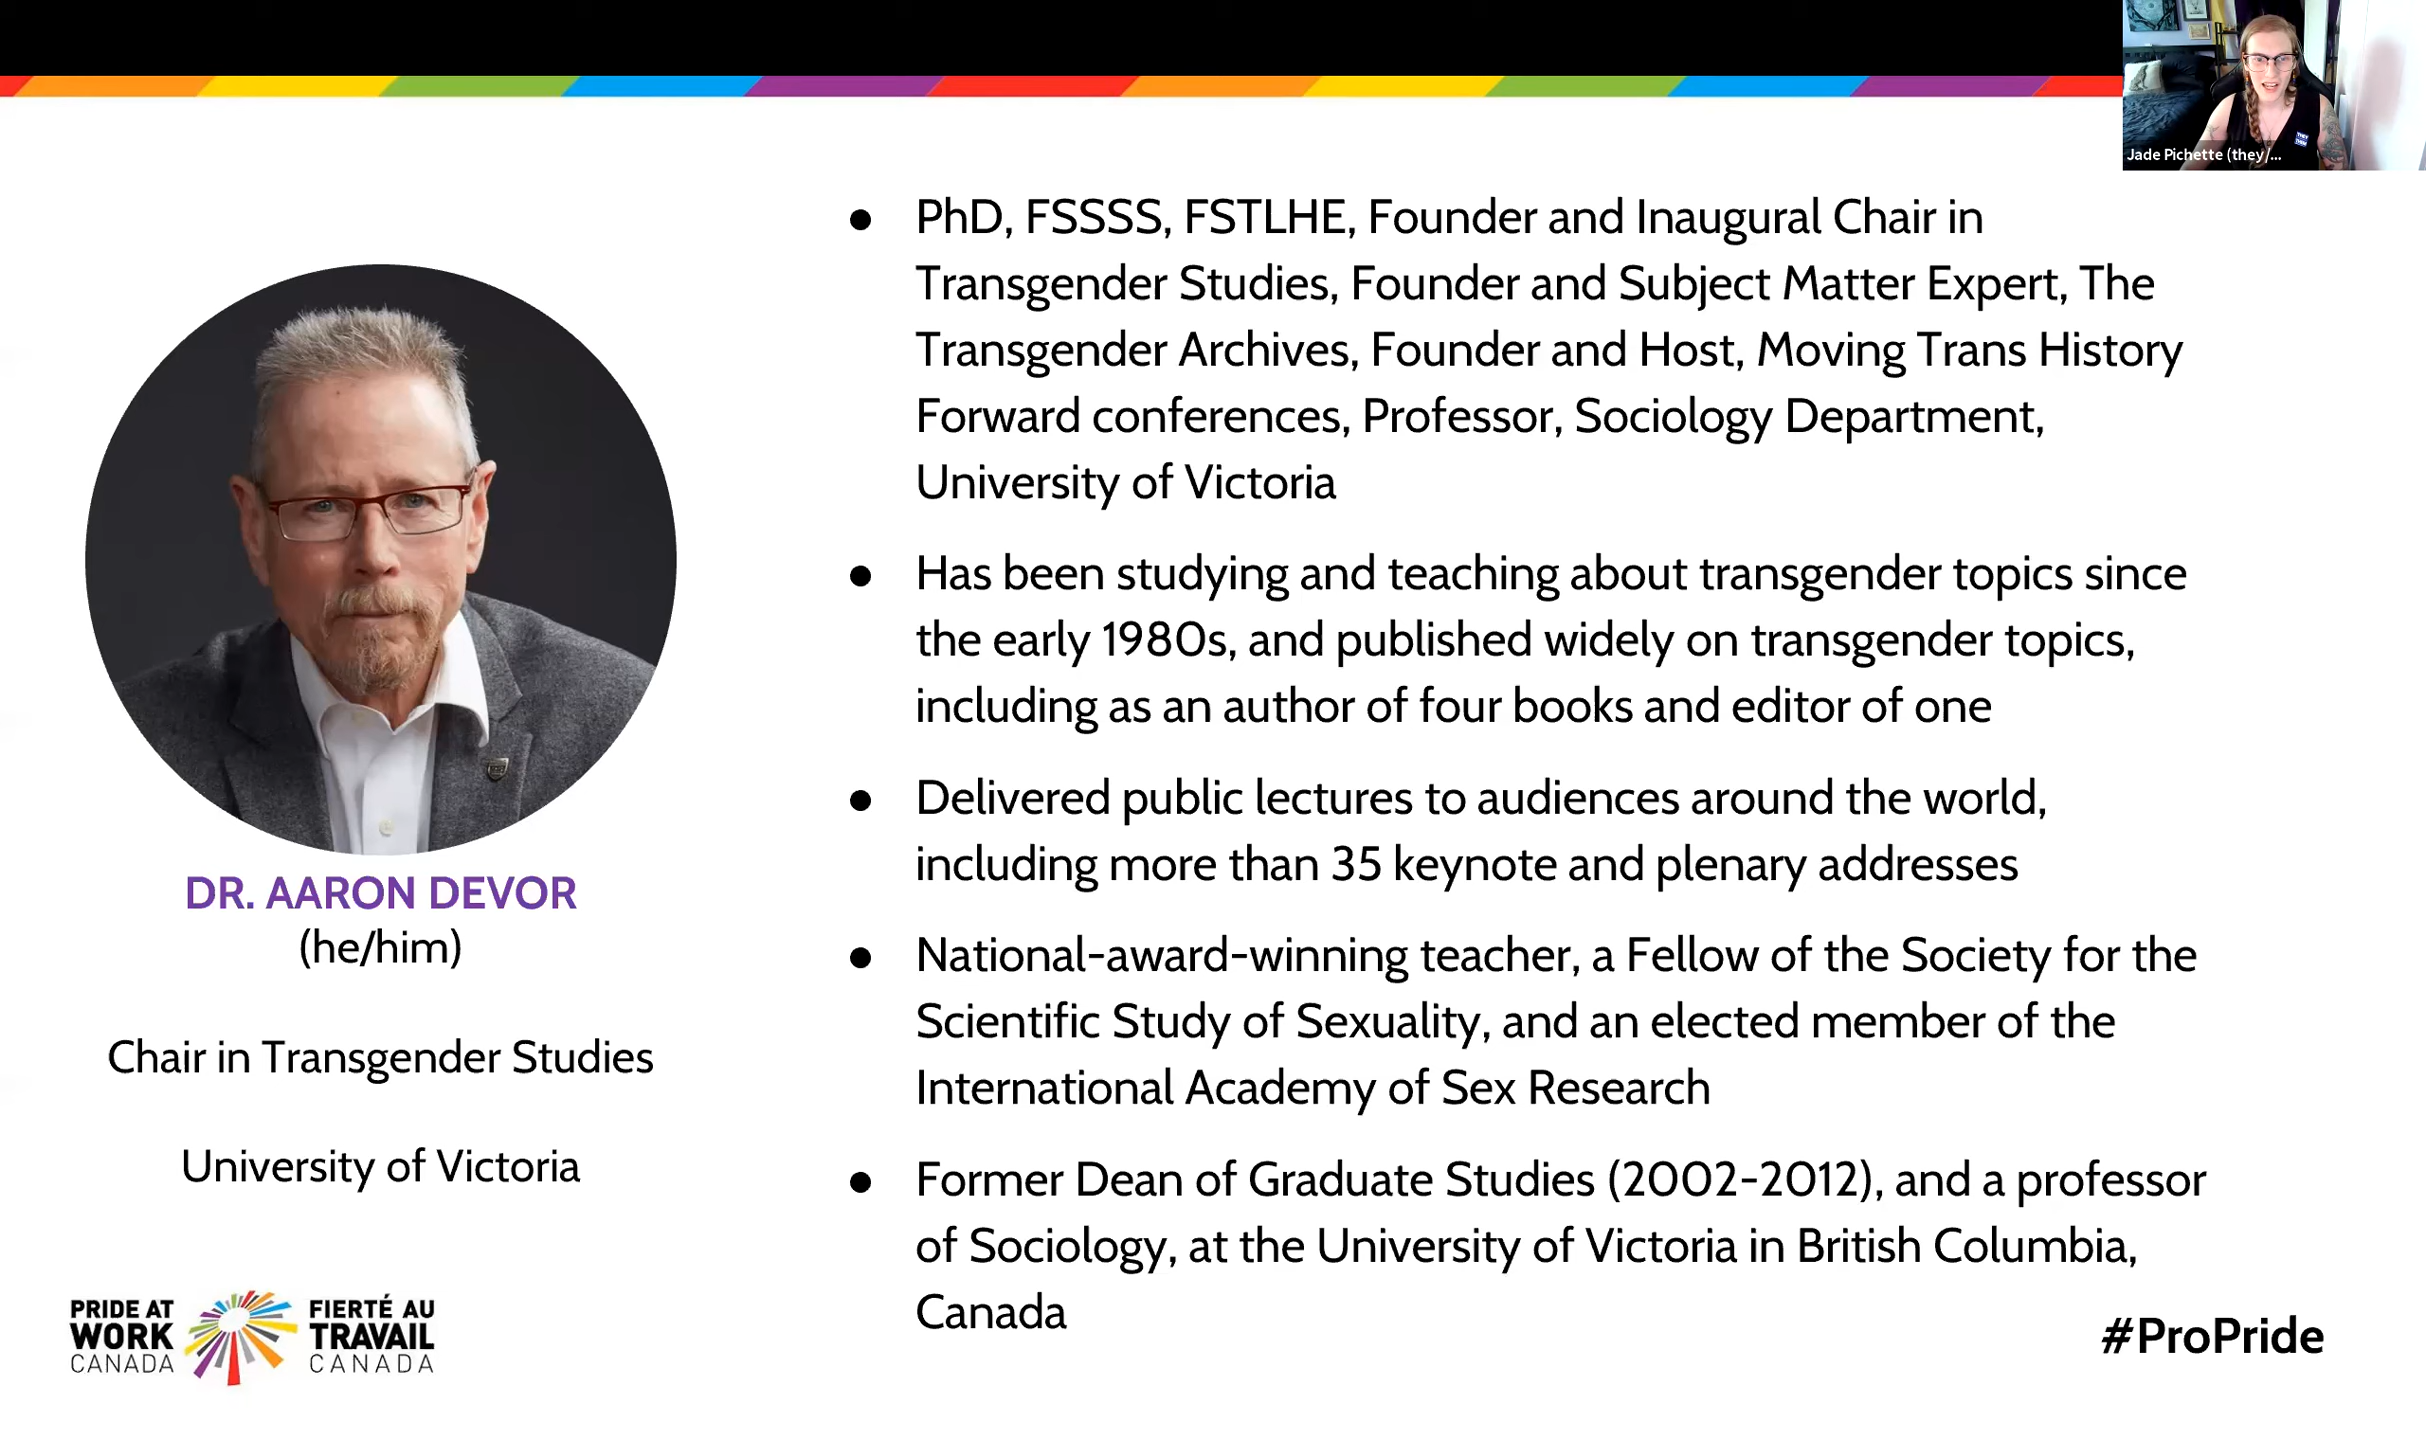 Jade Pichette (they/...
PhD, FSSSS, FSTLHE, Founder and Inaugural Chair in
Transgender Studies, Founder and Subject Matter Expert, The
Transgender Archives, Founder and Host, Moving Trans History
Forward conferences, Professor, Sociology Department,
University of Victoria
Has been studying and teaching about transgender topics since
the early 1980s, and published widely on transgender topics,
including as an author of four books and editor of one
Delivered public lectures to audiences around the world,
including more than 35 keynote and plenary addresses
National-award-winning teacher, a Fellow of the Society for the
Scientific Study of Sexuality, and an elected member of the
International Academy of Sex Research
Former Dean of Graduate Studies (2002-2012), and a professor
of Sociology, at the University of Victoria in British Columbia,
Canada
DR. AARON DEVOR
(he/him)
Chair in Transgender Studies
University of Victoria
PRIDE AT
WORK
CANADA
FIERTÉ AU
TRAVAIL
CANADA
#ProPride